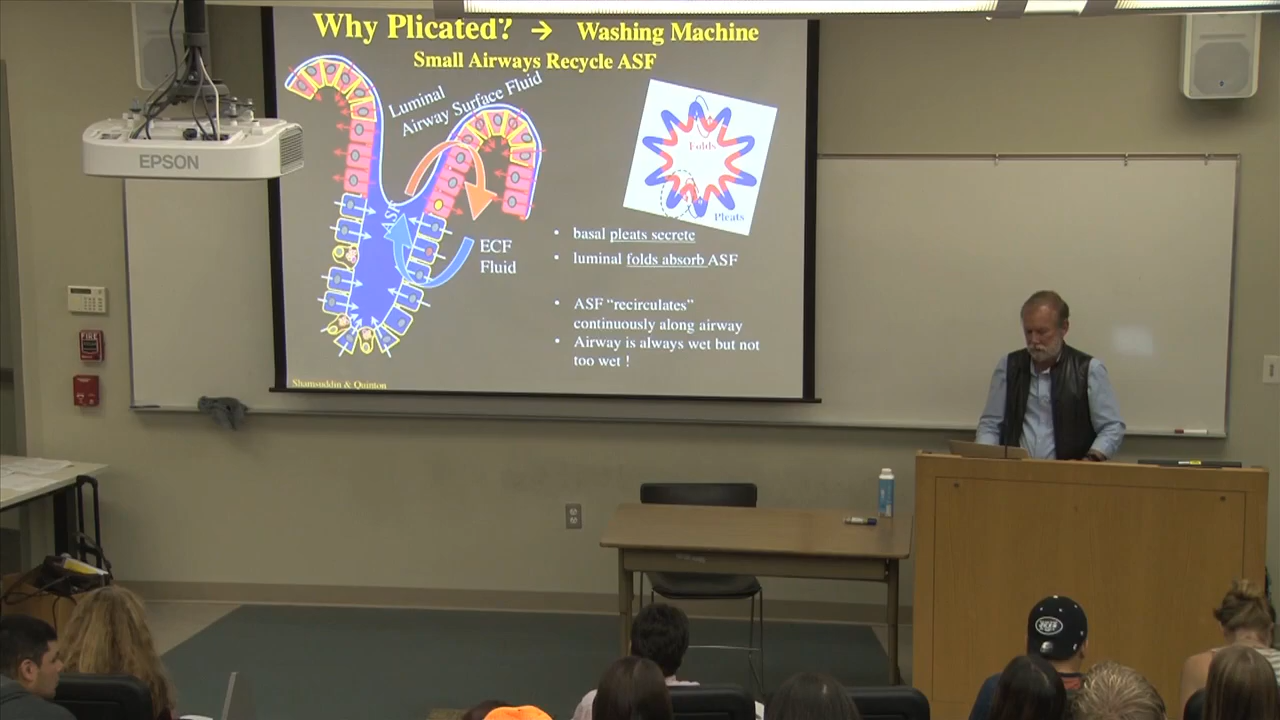 Why Plicated? → Washing Machine
Small Airways Recycle ASF
Luminal
Airway Surface Fluid
ASF
ECF
Fluid
Folds
Pleats
• basal pleats secrete
• luminal folds absorb ASF
• ASF “recirculates”
continuously along airway
• Airway is always wet but not
too wet !
Shamsuddin & Quinton
EPSON
FIRE